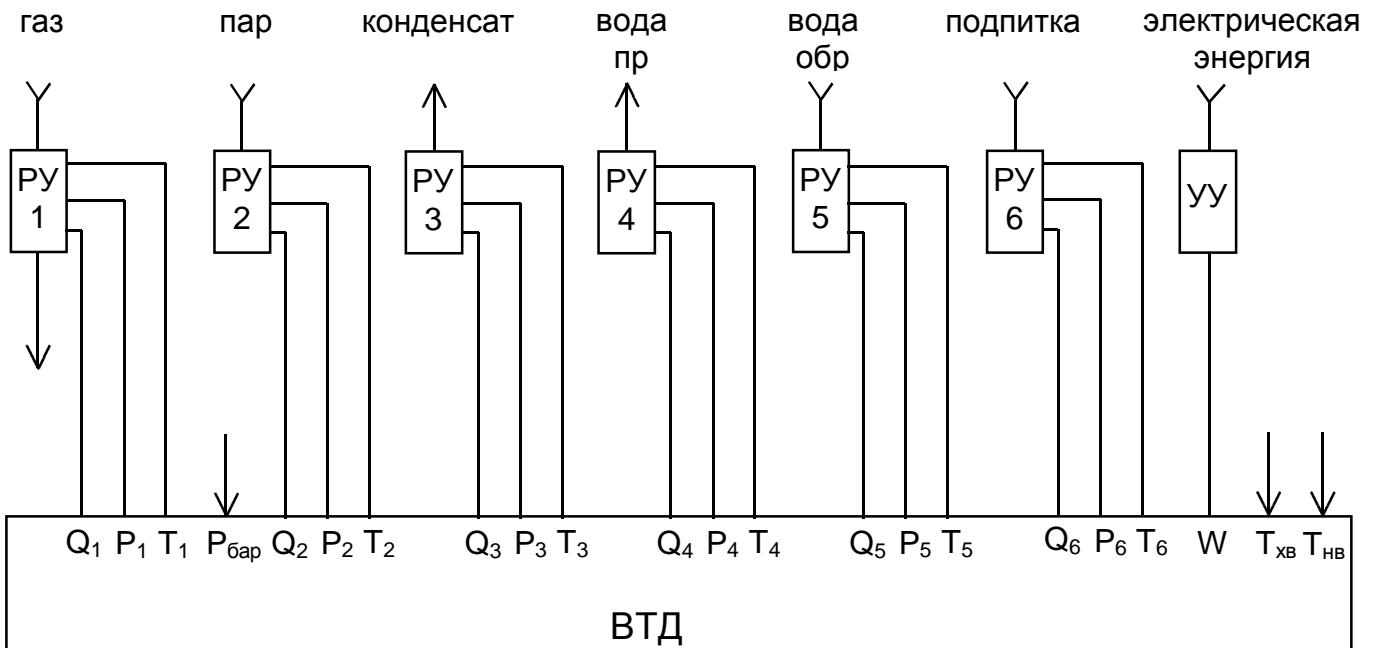 газ пар конденсат вода вода подпитка электрическая
пр обр энергия
РУ РУ РУ РУ РУ РУ УУ
1 2 3 4 5 6
Q₁ P₁ T₁ Pбар Q₂ P₂ T₂ Q₃ P₃ T₃ Q₄ P₄ T₄ Q₅ P₅ T₅ Q₆ P₆ T₆ W Tхв Tнв
ВТД